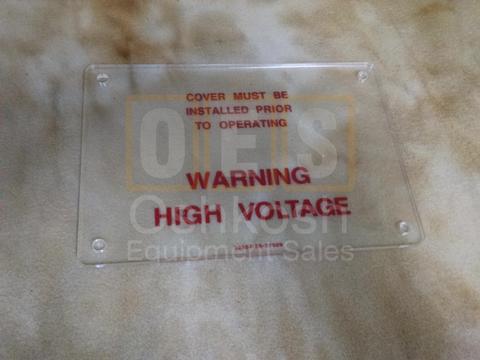 COVER MUST BE
INSTALLED PRIOR
TO OPERATING
OES
WARNING
HIGH VOLTAGE
Oshkosh
Equipment Sales